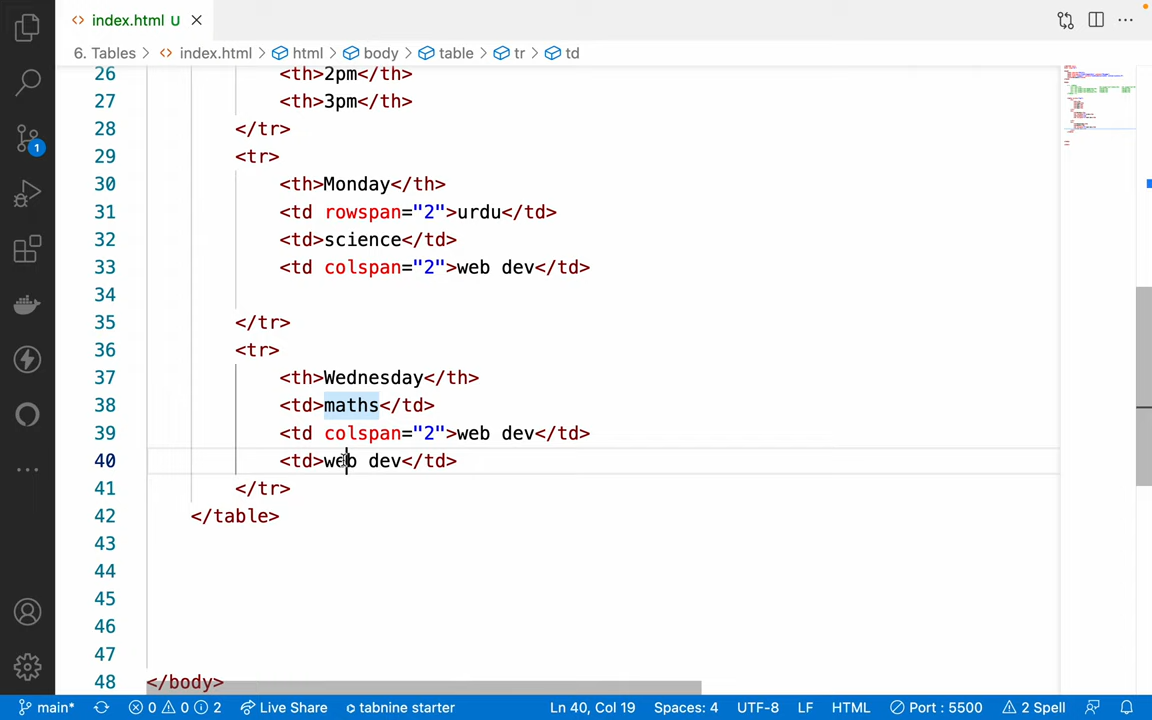 index.html U
6. Tables > index.html > html > body > table > tr > td
26 <th>2pm</th>
27 <th>3pm</th>
28 </tr>
29 <tr>
30 <th>Monday</th>
31 <td rowspan="2">urdu</td>
32 <td>science</td>
33 <td colspan="2">web dev</td>
34
35 </tr>
36 <tr>
37 <th>Wednesday</th>
38 <td>maths</td>
39 <td colspan="2">web dev</td>
40 <td>web dev</td>
41 </tr>
42 </table>
43
44
45
46
47
48 </body>
1
main* 0 0 2 Live Share tabnine starter Ln 40, Col 19 Spaces: 4 UTF-8 LF HTML Port : 5500 2 Spell